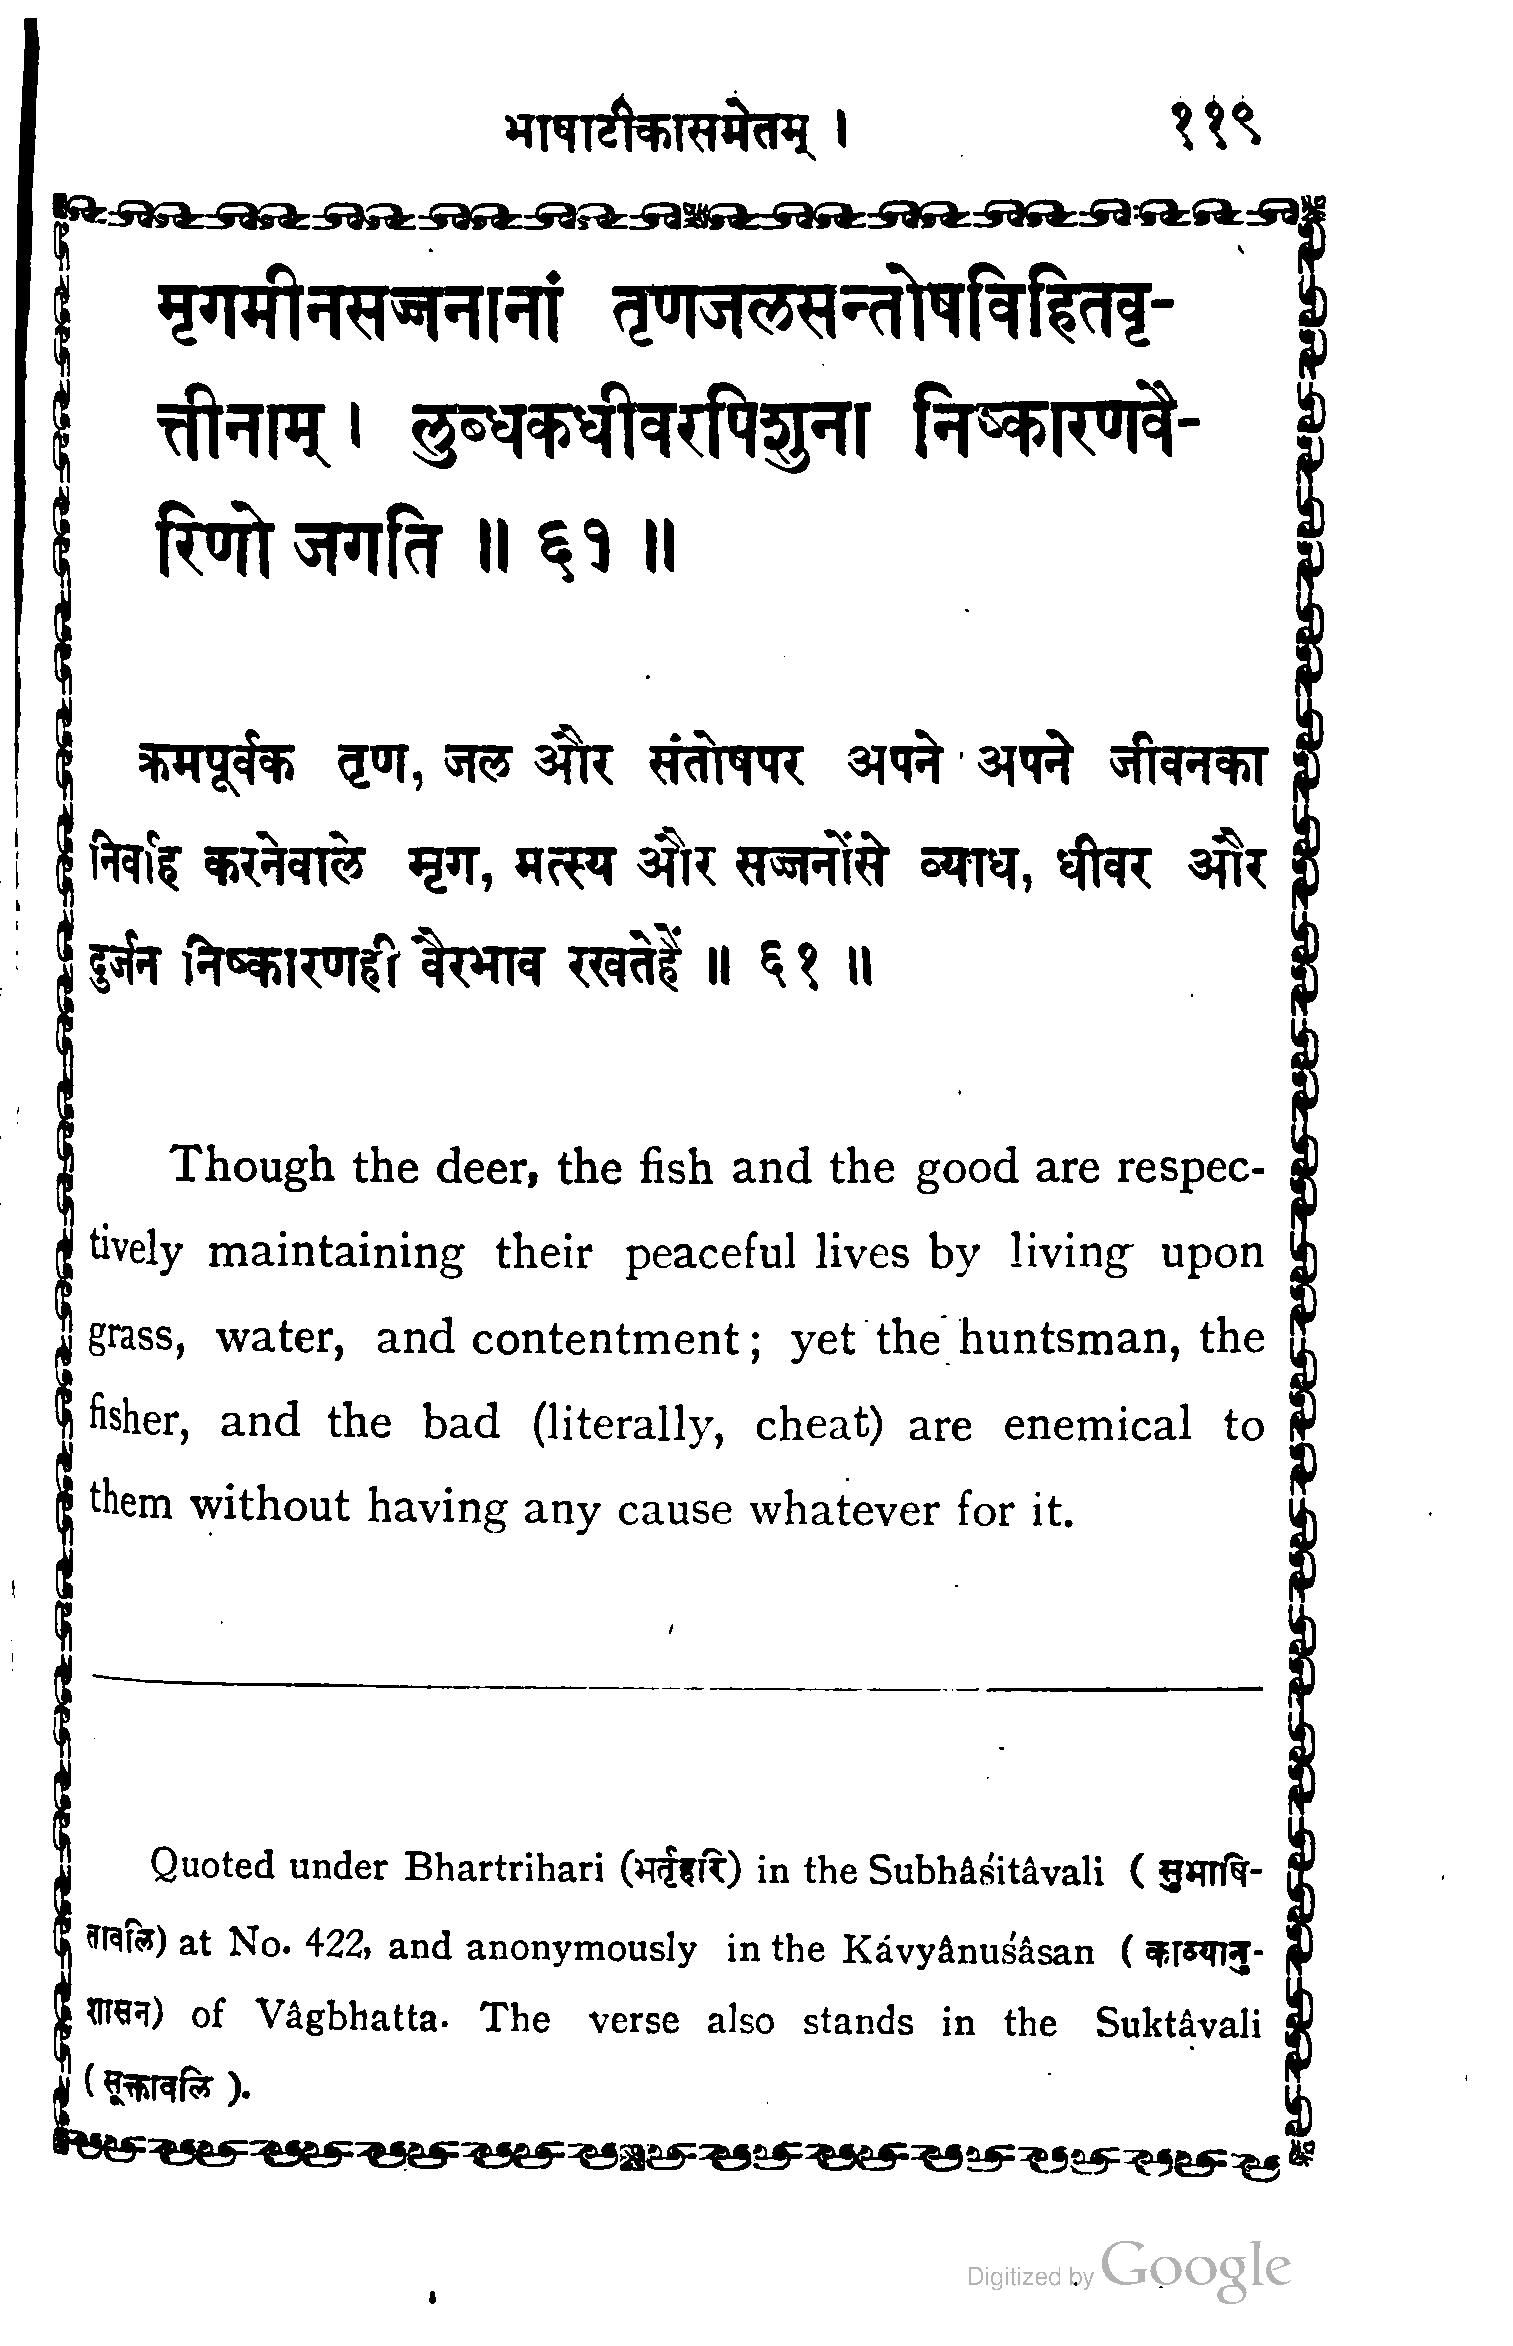 भाषाटीकासमेतम् । ११९
मृगमीनसज्जनानां तृणजलसन्तोषविहितवृ-
त्तीनाम् । लुब्धकधीवरपिशुना निष्कारणवै-
रिणो जगति ॥ ६१ ॥
क्रमपूर्वक तृण, जल और संतोषपर अपने अपने जीवनका
निर्वाह करनेवाले मृग, मत्स्य और सज्जनोंसे व्याध, धीवर और
दुर्जन निष्कारणही वैरभाव रखतेहैं ॥ ६१ ॥
Though the deer, the fish and the good are respec-
tively maintaining their peaceful lives by living upon
grass, water, and contentment; yet the huntsman, the
fisher, and the bad (literally, cheat) are enemical to
them without having any cause whatever for it.
Quoted under Bhartrihari (भर्तृहरि) in the Subhâśitâvali ( सुभाषि-
तावलि) at No. 422, and anonymously in the Kávyânuśâsan ( काव्यानु-
शासन) of Vâgbhatta. The verse also stands in the Suktâvali
( सूक्तावलि ).
Digitized by Google